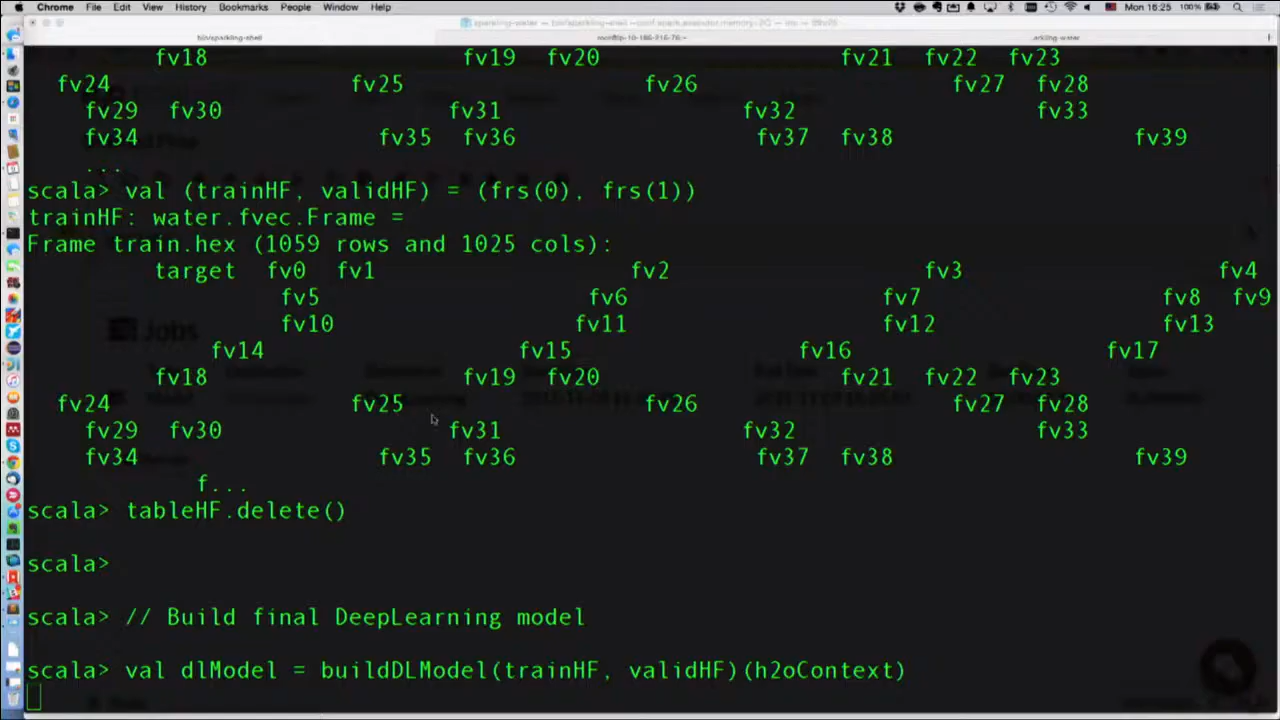 Chrome File Edit View History Bookmarks People Window Help Mon 16:25 100%
bin/sparkling-shell
fv18 fv19 fv20 fv21 fv22 fv23
fv24 fv25 fv26 fv27 fv28
fv29 fv30 fv31 fv32 fv33
fv34 fv35 fv36 fv37 fv38 fv39
...
scala> val (trainHF, validHF) = (frs(0), frs(1))
trainHF: water.fvec.Frame =
Frame train.hex (1059 rows and 1025 cols):
target fv0 fv1 fv2 fv3 fv4
fv5 fv6 fv7 fv8 fv9
fv10 fv11 fv12 fv13
fv14 fv15 fv16 fv17
fv18 fv19 fv20 fv21 fv22 fv23
fv24 fv25 fv26 fv27 fv28
fv29 fv30 fv31 fv32 fv33
fv34 fv35 fv36 fv37 fv38 fv39
f...
scala> tableHF.delete()
scala>
scala> // Build final DeepLearning model
scala> val dlModel = buildDLModel(trainHF, validHF)(h2oContext)
Jobs